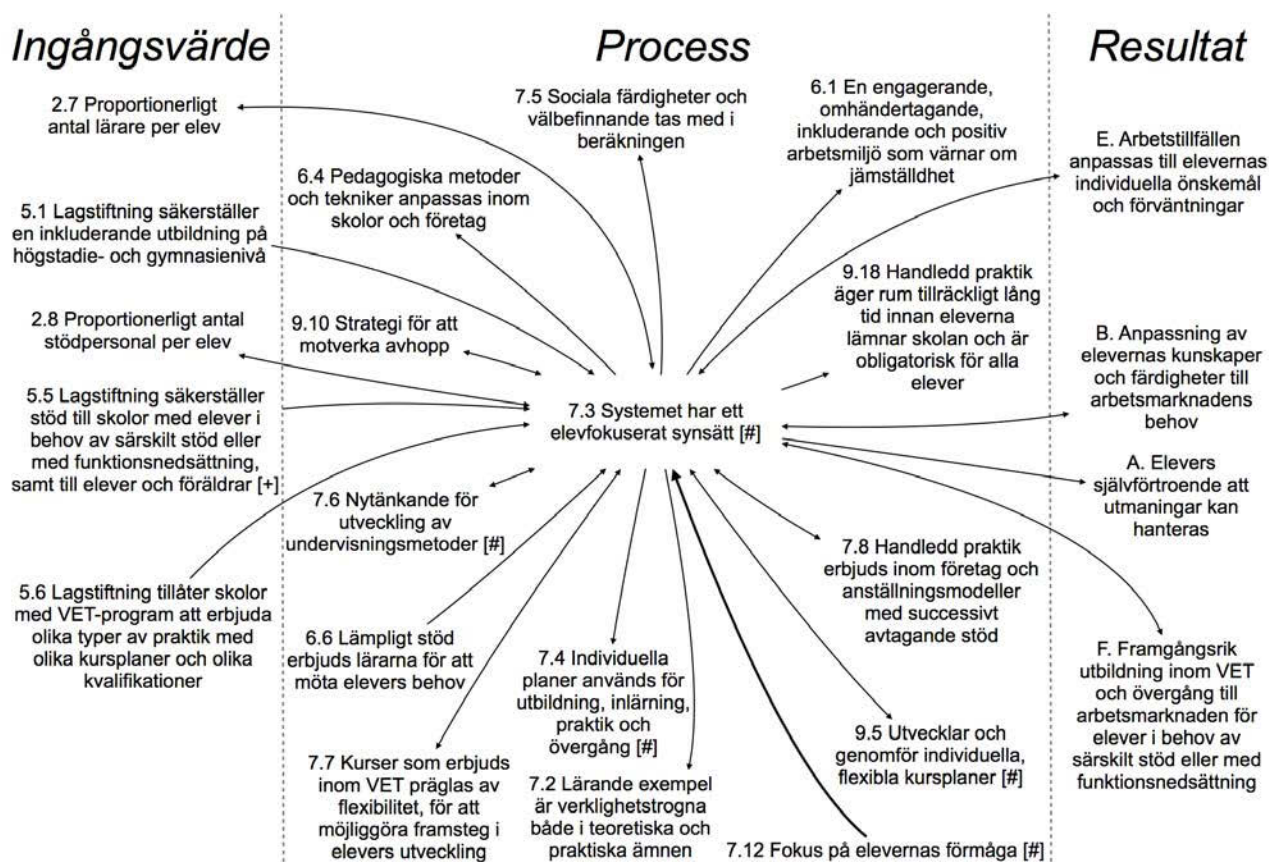 Ingångsvärde
Process
Resultat
2.7 Proportionerligt
antal lärare per elev
5.1 Lagstiftning säkerställer
en inkluderande utbildning på
högstadie- och gymnasienivå
2.8 Proportionerligt antal
stödpersonal per elev
5.5 Lagstiftning säkerställer
stöd till skolor med elever i
behov av särskilt stöd eller
med funktionsnedsättning,
samt till elever och föräldrar [+]
5.6 Lagstiftning tillåter skolor
med VET-program att erbjuda
olika typer av praktik med
olika kursplaner och olika
kvalifikationer
7.5 Sociala färdigheter och
välbefinnande tas med i
beräkningen
6.1 En engagerande,
omhändertagande,
inkluderande och positiv
arbetsmiljö som värnar om
jämställdhet
6.4 Pedagogiska metoder
och tekniker anpassas inom
skolor och företag
9.10 Strategi för att
motverka avhopp
9.18 Handledd praktik
äger rum tillräckligt lång
tid innan eleverna
lämnar skolan och är
obligatorisk för alla
elever
7.3 Systemet har ett
elevfokuserat synsätt [#]
7.6 Nytänkande för
utveckling av
undervisningsmetoder [#]
7.8 Handledd praktik
erbjuds inom företag och
anställningsmodeller
med successivt
avtagande stöd
6.6 Lämpligt stöd
erbjuds lärarna för att
möta elevers behov
7.4 Individuella
planer används för
utbildning, inlärning,
praktik och
övergång [#]
9.5 Utvecklar och
genomför individuella,
flexibla kursplaner [#]
7.7 Kurser som erbjuds
inom VET präglas av
flexibilitet, för att
möjliggöra framsteg i
elevers utveckling
7.2 Lärande exempel
är verklighetstrogna
både i teoretiska och
praktiska ämnen
7.12 Fokus på elevernas förmåga [#]
E. Arbetstillfällen
anpassas till elevernas
individuella önskemål
och förväntningar
B. Anpassning av
elevernas kunskaper
och färdigheter till
arbetsmarknadens
behov
A. Elevers
självförtroende att
utmaningar kan
hanteras
F. Framgångsrik
utbildning inom VET
och övergång till
arbetsmarknaden för
elever i behov av
särskilt stöd eller med
funktionsnedsättning